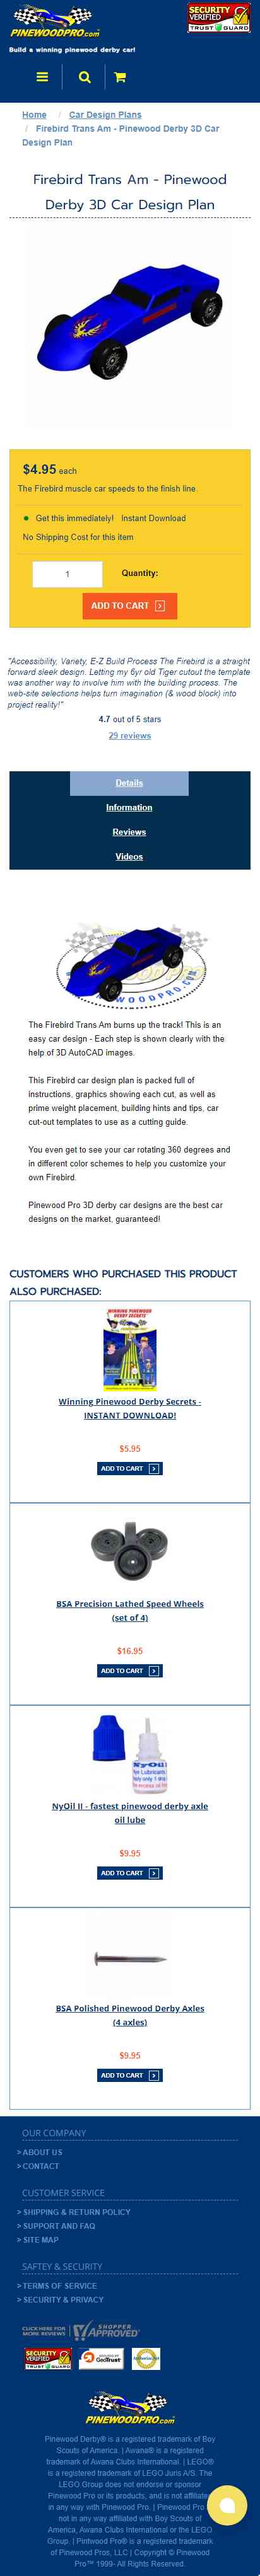 PINEWOODPRO.com
SECURITY
VERIFIED
TRUST GUARD
Build a winning pinewood derby car!
Home / Car Design Plans
/ Firebird Trans Am - Pinewood Derby 3D Car
Design Plan
Firebird Trans Am - Pinewood
Derby 3D Car Design Plan
$4.95 each
The Firebird muscle car speeds to the finish line.
Get this immediately! Instant Download
No Shipping Cost for this item
1 Quantity:
ADD TO CART
"Accessibility, Variety, E-Z Build Process The Firebird is a straight
forward sleek design. Letting my 6yr old Tiger cutout the template
was another way to involve him with the building process. The
web-site selections helps turn imagination (& wood block) into
project reality!"
4.7 out of 5 stars
29 reviews
Details
Information
Reviews
Videos
The Firebird Trans Am burns up the track! This is an
easy car design - Each step is shown clearly with the
help of 3D AutoCAD images.
This Firebird car design plan is packed full of
instructions, graphics showing each cut, as well as
prime weight placement, building hints and tips, car
cut-out templates to use as a cutting guide.
You even get to see your car rotating 360 degrees and
in different color schemes to help you customize your
own Firebird.
Pinewood Pro 3D derby car designs are the best car
designs on the market, guaranteed!
CUSTOMERS WHO PURCHASED THIS PRODUCT
ALSO PURCHASED:
WINNING PINEWOOD
DERBY SECRETS
Winning Pinewood Derby Secrets -
INSTANT DOWNLOAD!
$5.95
ADD TO CART
BSA Precision Lathed Speed Wheels
(set of 4)
$16.95
ADD TO CART
NyOil
NyOil II - fastest pinewood derby axle
oil lube
$9.95
ADD TO CART
BSA Polished Pinewood Derby Axles
(4 axles)
$9.95
ADD TO CART
OUR COMPANY
> ABOUT US
> CONTACT
CUSTOMER SERVICE
> SHIPPING & RETURN POLICY
> SUPPORT AND FAQ
> SITE MAP
SAFTEY & SECURITY
> TERMS OF SERVICE
> SECURITY & PRIVACY
CLICK HERE FOR
MORE REVIEWS
SHOPPER
APPROVED
SECURITY
VERIFIED
TRUST GUARD
GeoTrust
PINEWOODPRO.com
Pinewood Derby® is a registered trademark of Boy
Scouts of America. | Awana® is a registered
trademark of Awana Clubs International. | LEGO®
is a registered trademark of LEGO Juris A/S. The
LEGO Group does not endorse or sponsor
Pinewood Pro or its products, and is not affiliated
in any way with Pinewood Pro. | Pinewood Pro
not in any way affiliated with Boy Scouts of
America, Awana Clubs International or the LEGO
Group. | Pintwood Pro® is a registered trademark
of Pinewood Pros, LLC | Copyright © Pinewood
Pro™ 1999- All Rights Reserved.